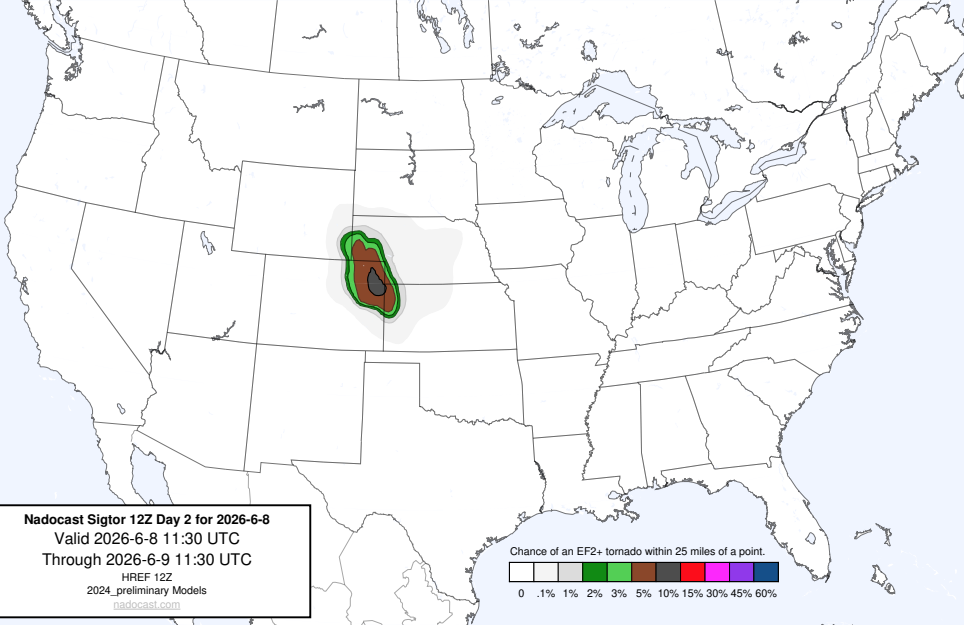 Nadocast Sigtor 12Z Day 2 for 2026-6-8
Valid 2026-6-8 11:30 UTC
Through 2026-6-9 11:30 UTC
HREF 12Z
2024_preliminary Models
nadocast.com
Chance of an EF2+ tornado within 25 miles of a point.
0 .1% 1% 2% 3% 5% 10% 15% 30% 45% 60%